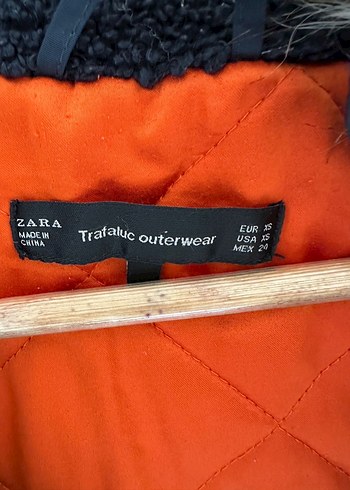 ZARA
MADE IN
CHINA
Trafaluc outerwear
EUR XS
USA XS
MEX 24